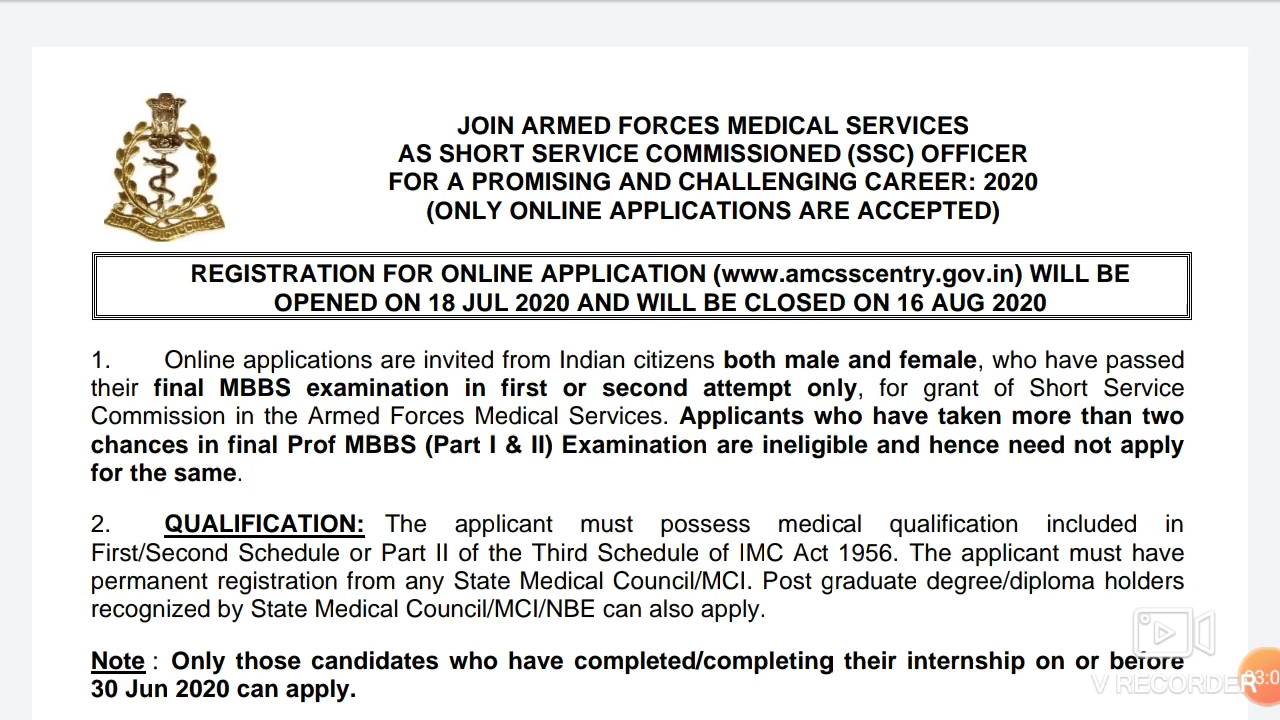 JOIN ARMED FORCES MEDICAL SERVICES
AS SHORT SERVICE COMMISSIONED (SSC) OFFICER
FOR A PROMISING AND CHALLENGING CAREER: 2020
(ONLY ONLINE APPLICATIONS ARE ACCEPTED)
ARMY MEDICAL CORPS
REGISTRATION FOR ONLINE APPLICATION (www.amcsscentry.gov.in) WILL BE
OPENED ON 18 JUL 2020 AND WILL BE CLOSED ON 16 AUG 2020
1. Online applications are invited from Indian citizens both male and female, who have passed
their final MBBS examination in first or second attempt only, for grant of Short Service
Commission in the Armed Forces Medical Services. Applicants who have taken more than two
chances in final Prof MBBS (Part I & II) Examination are ineligible and hence need not apply
for the same.
2. QUALIFICATION: The applicant must possess medical qualification included in
First/Second Schedule or Part II of the Third Schedule of IMC Act 1956. The applicant must have
permanent registration from any State Medical Council/MCI. Post graduate degree/diploma holders
recognized by State Medical Council/MCI/NBE can also apply.
Note : Only those candidates who have completed/completing their internship on or before
30 Jun 2020 can apply.
V RECORDER
03:0